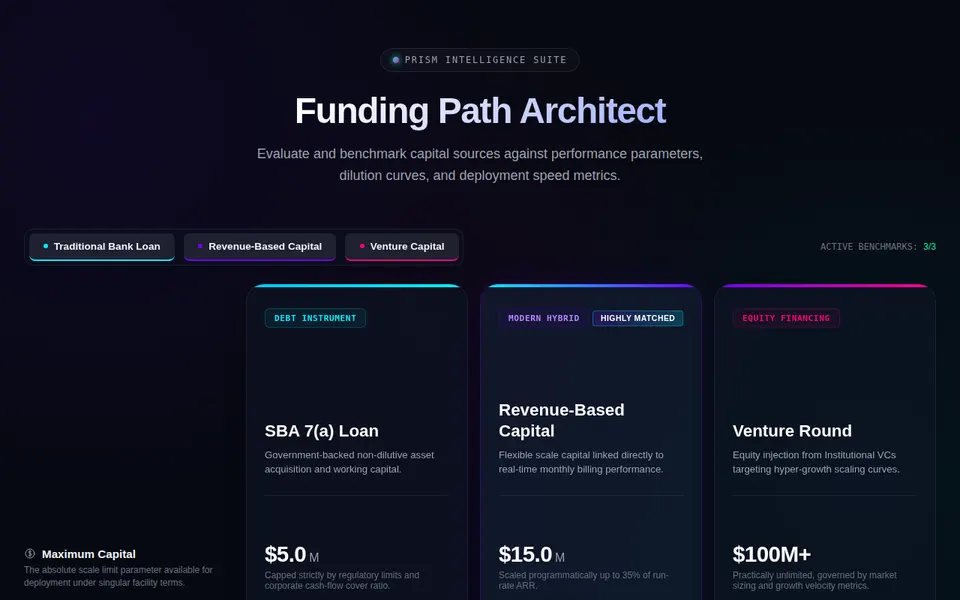 PRISM INTELLIGENCE SUITE
Funding Path Architect
Evaluate and benchmark capital sources against performance parameters,
dilution curves, and deployment speed metrics.
Traditional Bank Loan
Revenue-Based Capital
Venture Capital
ACTIVE BENCHMARKS: 3/3
DEBT INSTRUMENT
SBA 7(a) Loan
Government-backed non-dilutive asset
acquisition and working capital.
MODERN HYBRID
HIGHLY MATCHED
Revenue-Based
Capital
Flexible scale capital linked directly to
real-time monthly billing performance.
EQUITY FINANCING
Venture Round
Equity injection from Institutional VCs
targeting hyper-growth scaling curves.
Maximum Capital
The absolute scale limit parameter available for
deployment under singular facility terms.
$5.0 M
Capped strictly by regulatory limits and
corporate cash-flow cover ratio.
$15.0 M
Scaled programmatically up to 35% of run-
rate ARR.
$100M+
Practically unlimited, governed by market
sizing and growth velocity metrics.